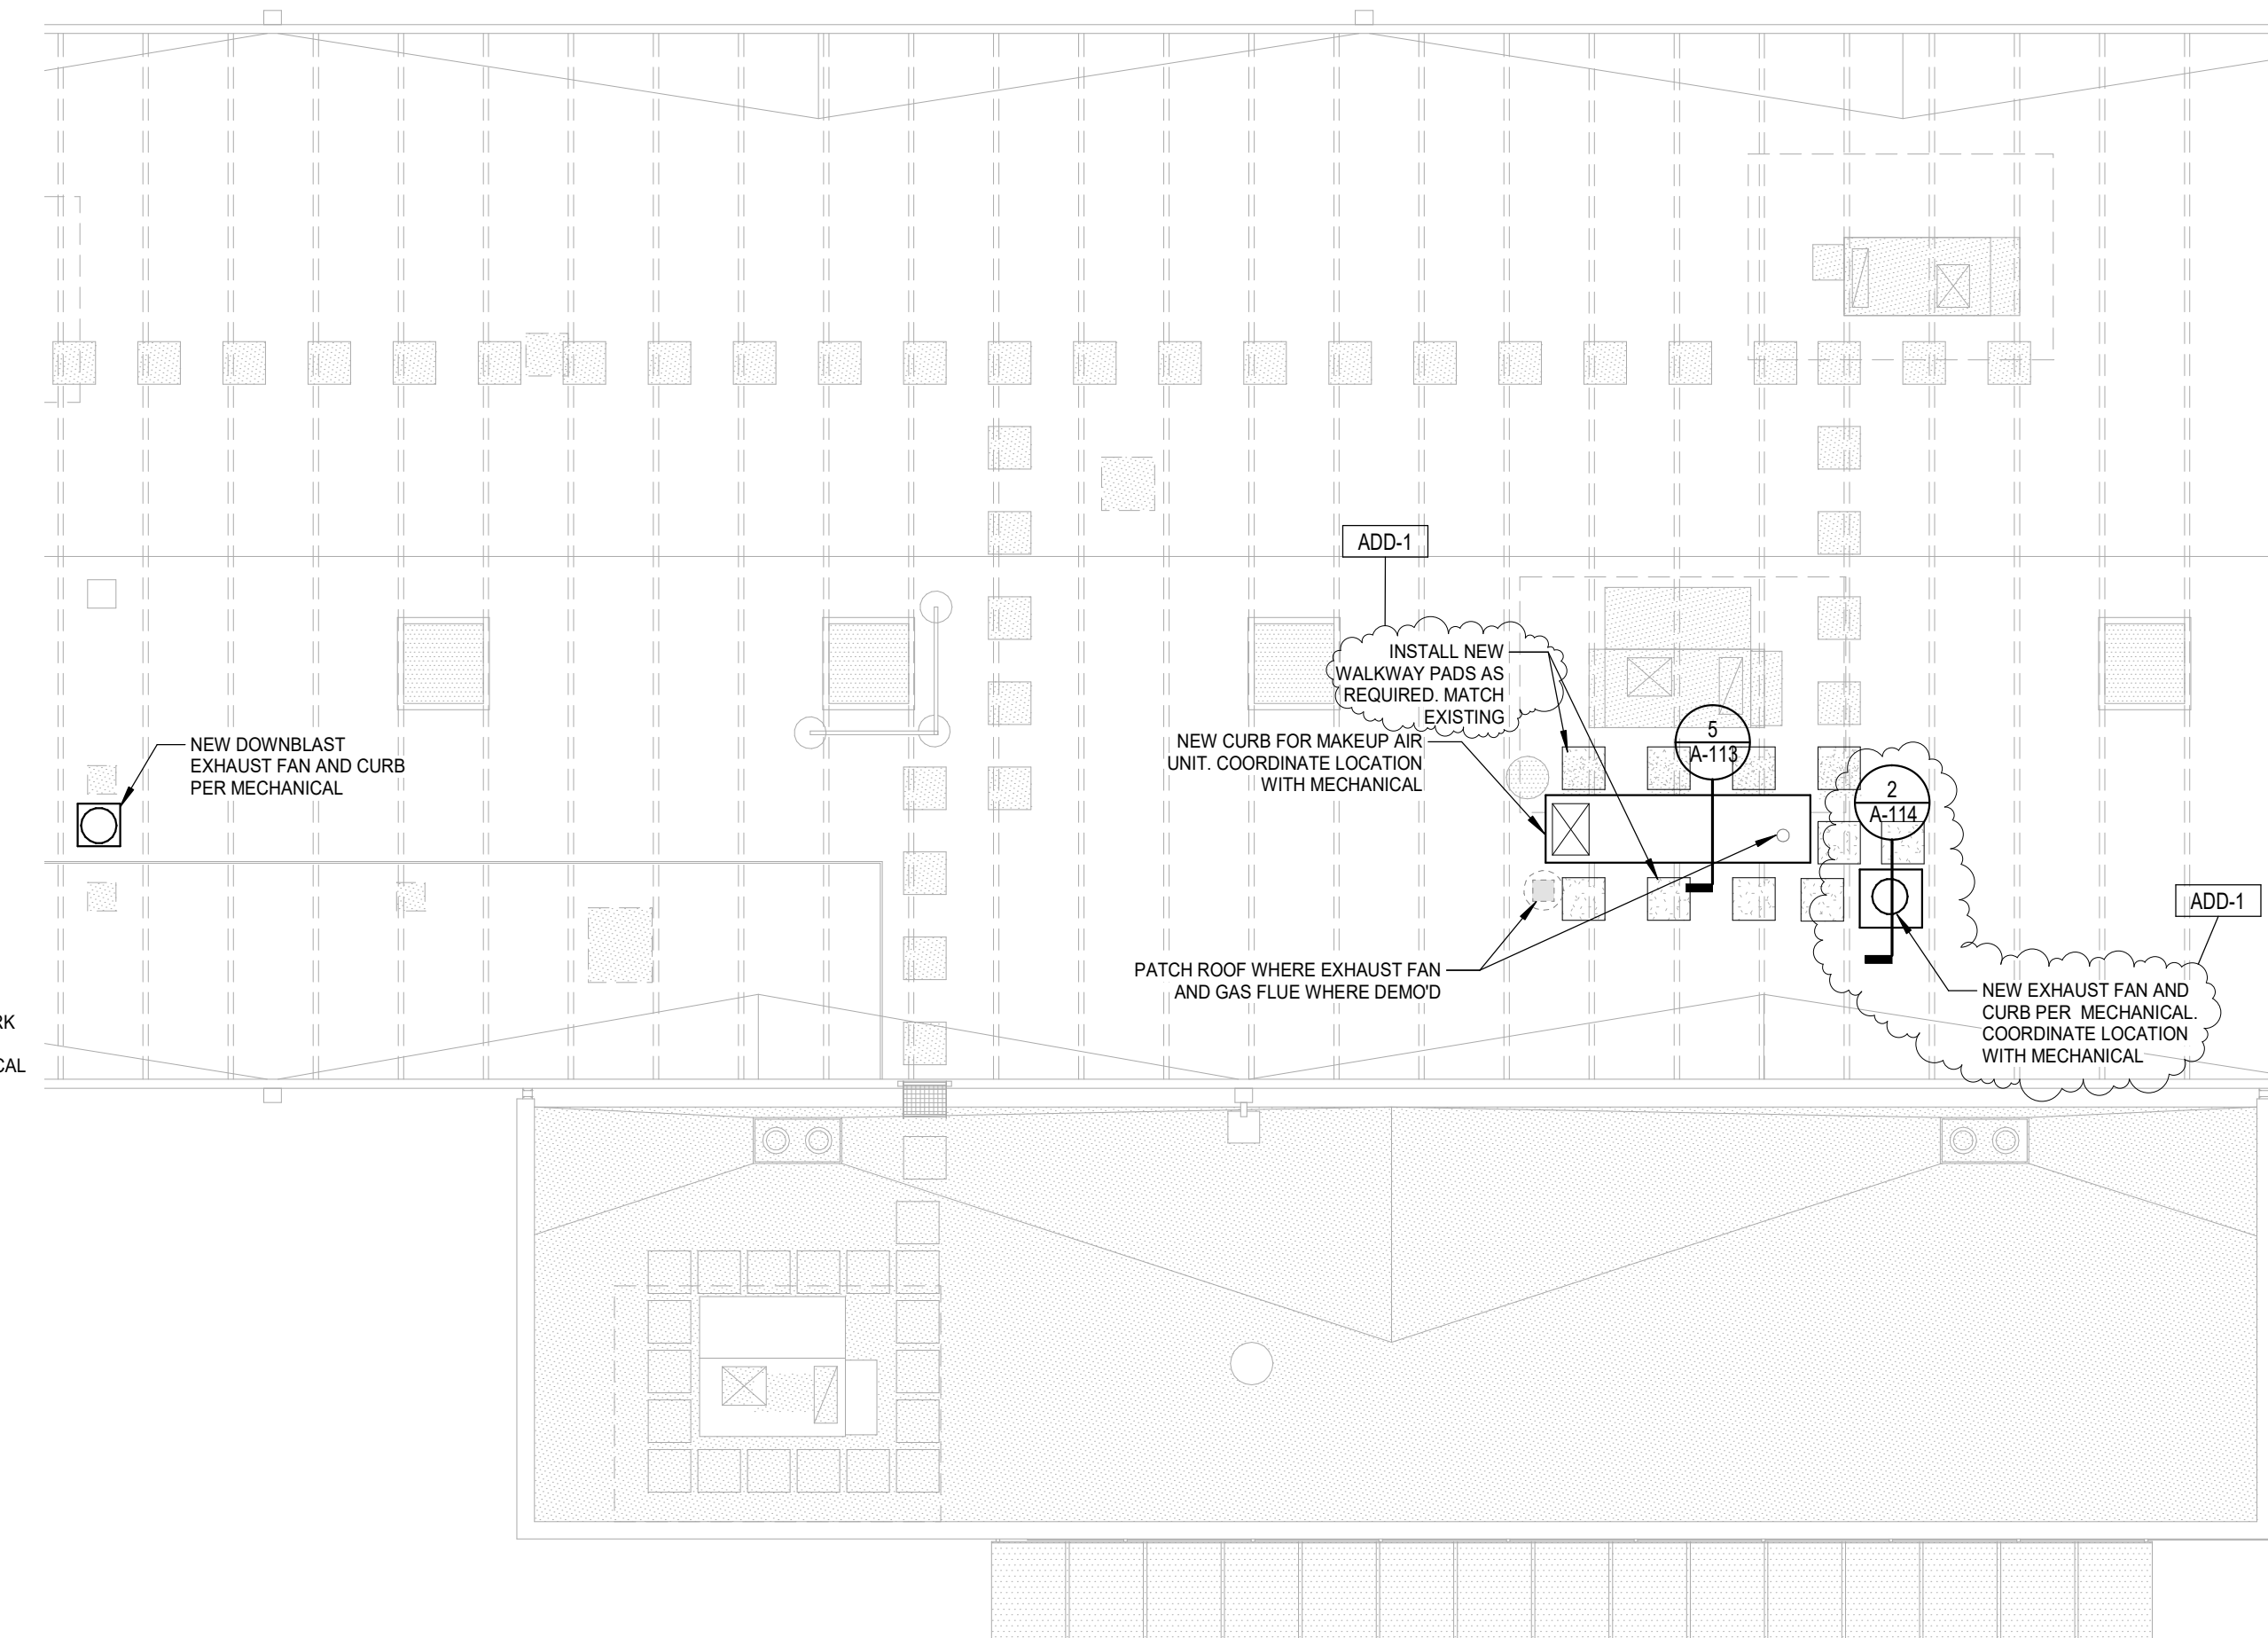 ADD-1
INSTALL NEW
WALKWAY PADS AS
REQUIRED. MATCH
EXISTING
NEW CURB FOR MAKEUP AIR
UNIT. COORDINATE LOCATION
WITH MECHANICAL
5
A-113
2
A-114
NEW DOWNBLAST
EXHAUST FAN AND CURB
PER MECHANICAL
ADD-1
PATCH ROOF WHERE EXHAUST FAN
AND GAS FLUE WHERE DEMO'D
NEW EXHAUST FAN AND
CURB PER MECHANICAL.
COORDINATE LOCATION
WITH MECHANICAL